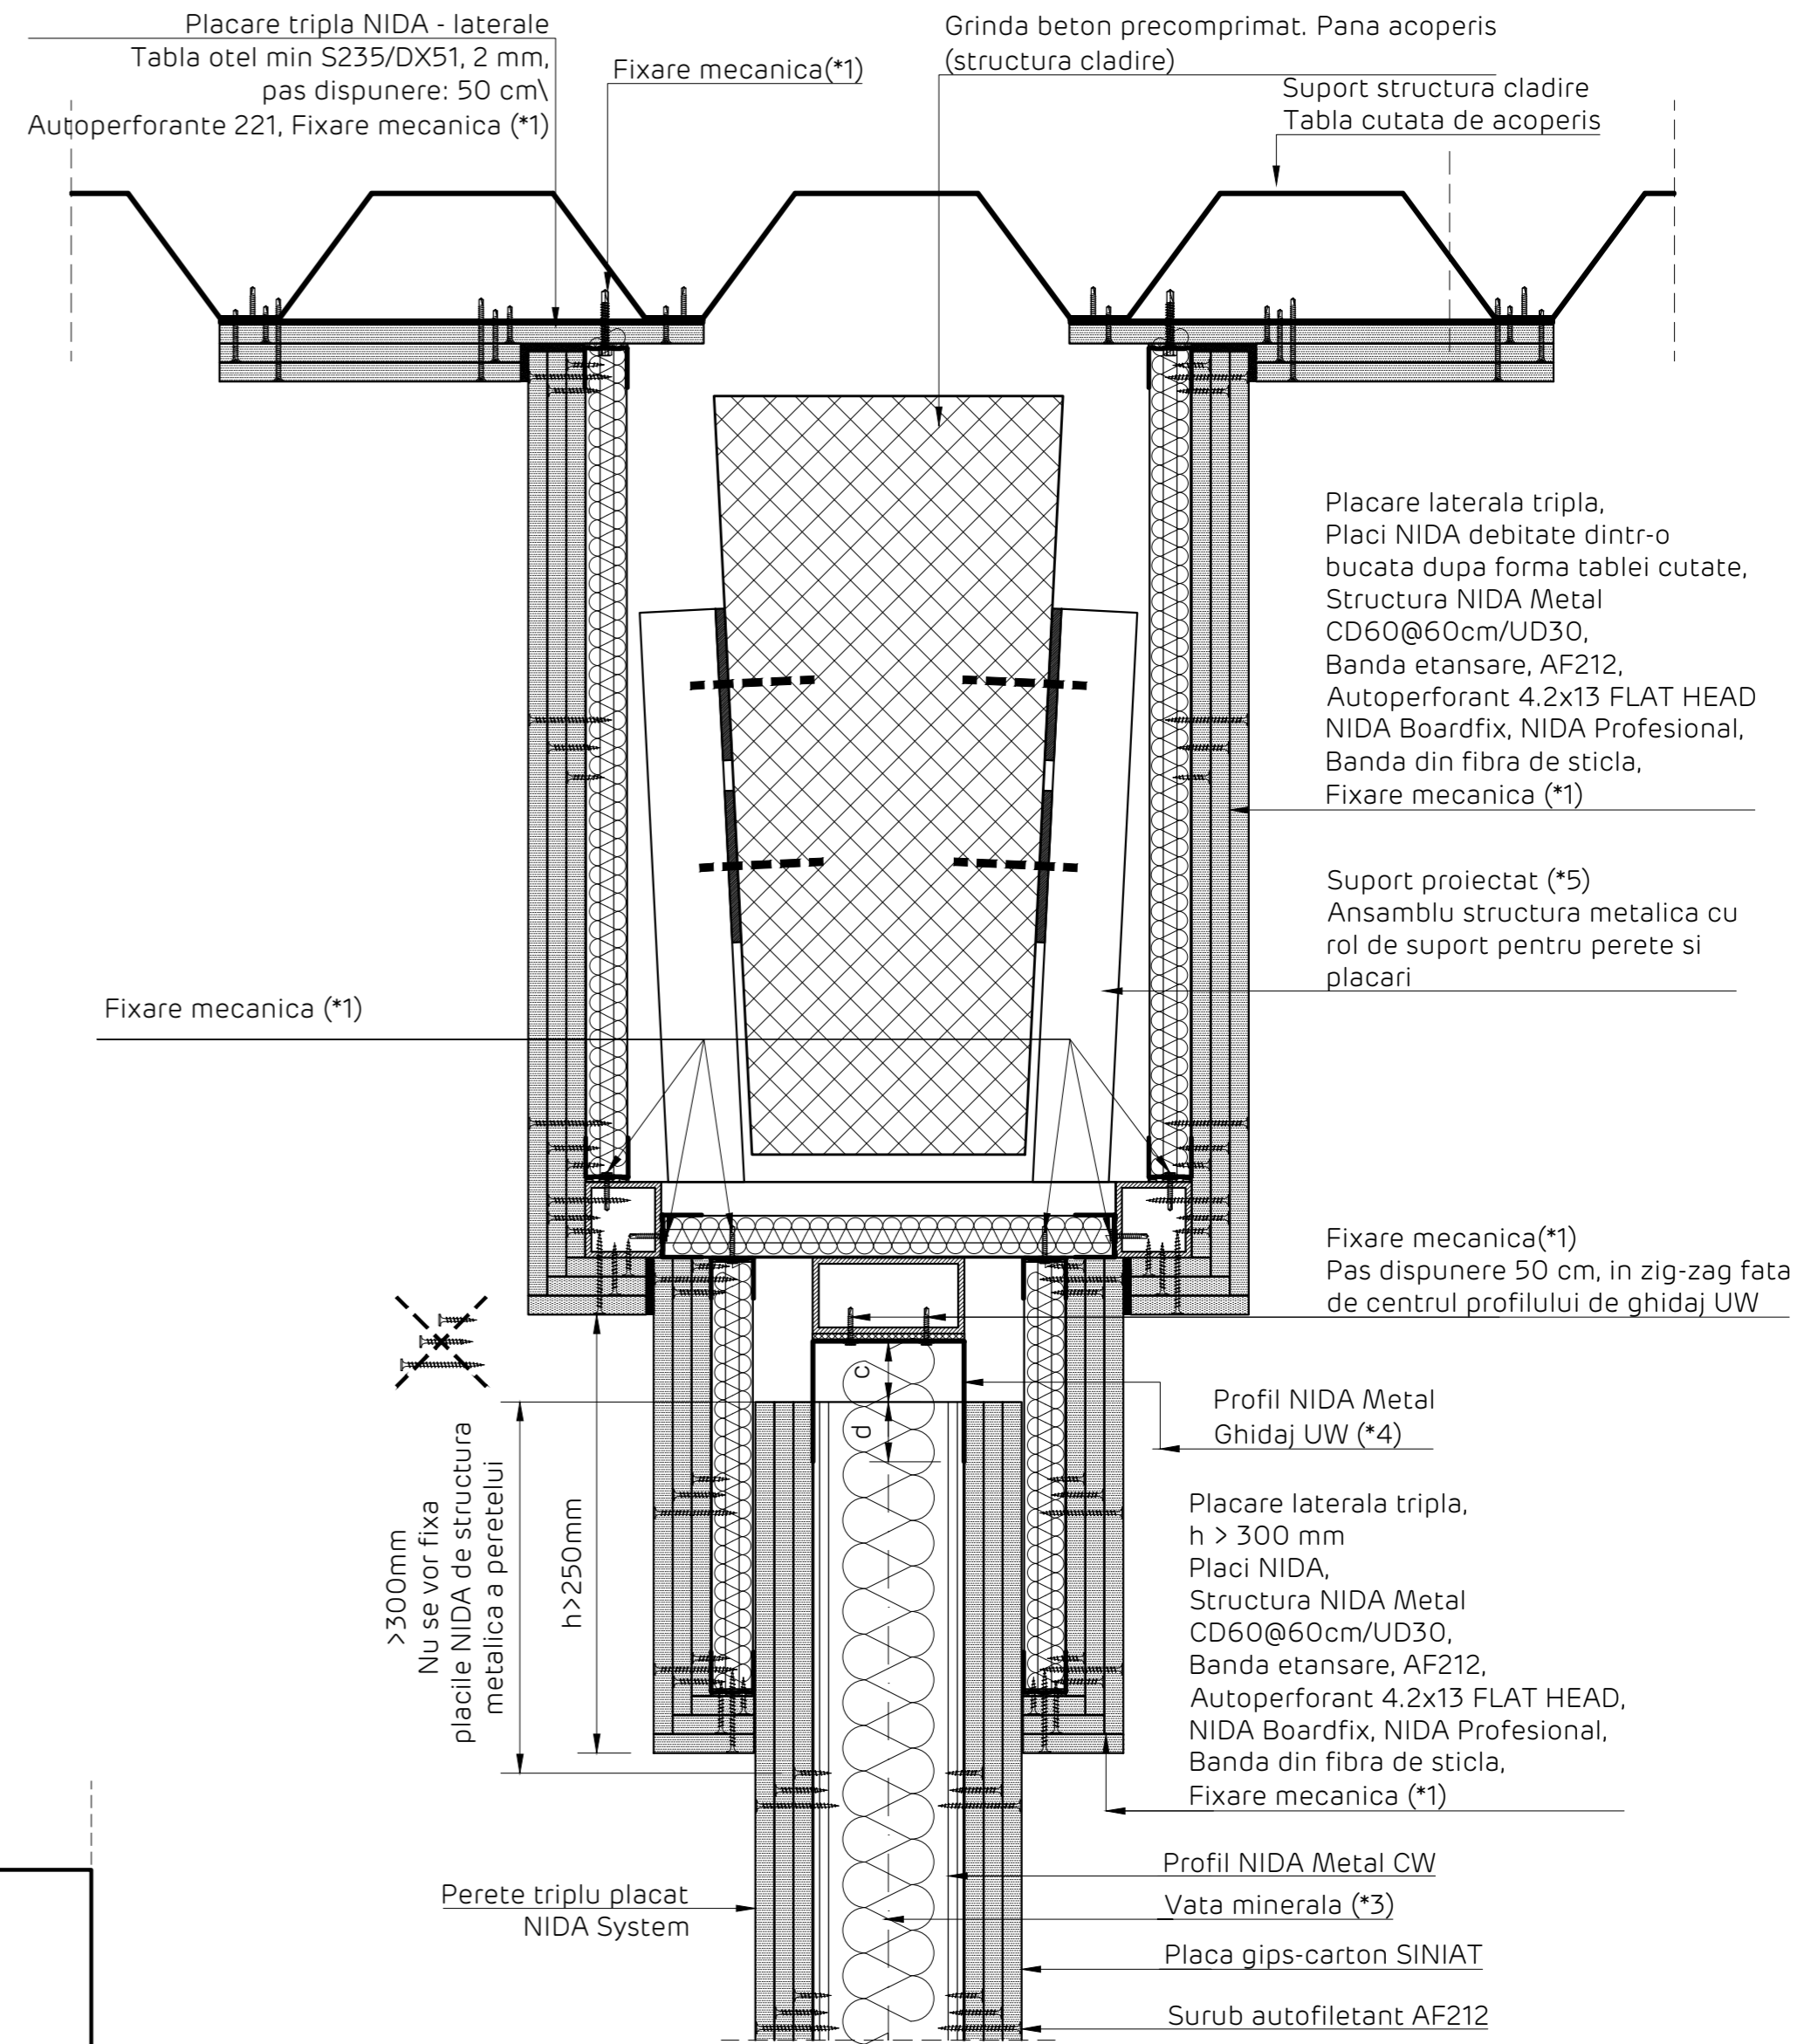 Placare tripla NIDA - laterale
Tabla otel min S235/DX51, 2 mm,
pas dispunere: 50 cm\
Autoperforante 221, Fixare mecanica (*1)
Fixare mecanica(*1)
Grinda beton precomprimat. Pana acoperis
(structura cladire)
Suport structura cladire
Tabla cutata de acoperis
Placare laterala tripla,
Placi NIDA debitate dintr-o
bucata dupa forma tablei cutate,
Structura NIDA Metal
CD60@60cm/UD30,
Banda etansare, AF212,
Autoperforant 4.2x13 FLAT HEAD
NIDA Boardfix, NIDA Profesional,
Banda din fibra de sticla,
Fixare mecanica (*1)
Suport proiectat (*5)
Ansamblu structura metalica cu
rol de suport pentru perete si
placari
Fixare mecanica (*1)
Fixare mecanica(*1)
Pas dispunere 50 cm, in zig-zag fata
de centrul profilului de ghidaj UW
c
d
Profil NIDA Metal
Ghidaj UW (*4)
>300mm
Nu se vor fixa
placile NIDA de structura
metalica a peretelui
h>250mm
Placare laterala tripla,
h > 300 mm
Placi NIDA,
Structura NIDA Metal
CD60@60cm/UD30,
Banda etansare, AF212,
Autoperforant 4.2x13 FLAT HEAD,
NIDA Boardfix, NIDA Profesional,
Banda din fibra de sticla,
Fixare mecanica (*1)
Profil NIDA Metal CW
Perete triplu placat
NIDA System
Vata minerala (*3)
Placa gips-carton SINIAT
Surub autofiletant AF212